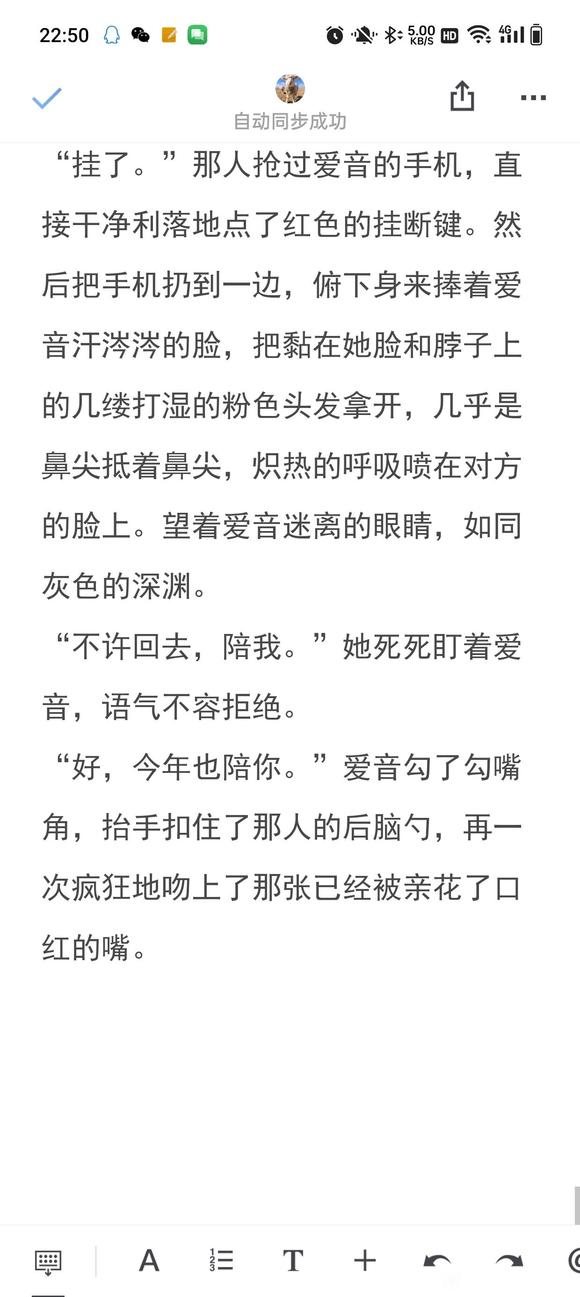 22:50
5.00
KB/S
HD
4G
自动同步成功
“挂了。”那人抢过爱音的手机，直
接干净利落地点了红色的挂断键。然
后把手机扔到一边，俯下身来捧着爱
音汗涔涔的脸，把黏在她脸和脖子上
的几缕打湿的粉色头发拿开，几乎是
鼻尖抵着鼻尖，炽热的呼吸喷在对方
的脸上。望着爱音迷离的眼睛，如同
灰色的深渊。
“不许回去，陪我。”她死死盯着爱
音，语气不容拒绝。
“好，今年也陪你。”爱音勾了勾嘴
角，抬手扣住了那人的后脑勺，再一
次疯狂地吻上了那张已经被亲花了口
红的嘴。
A
1
2
3
T